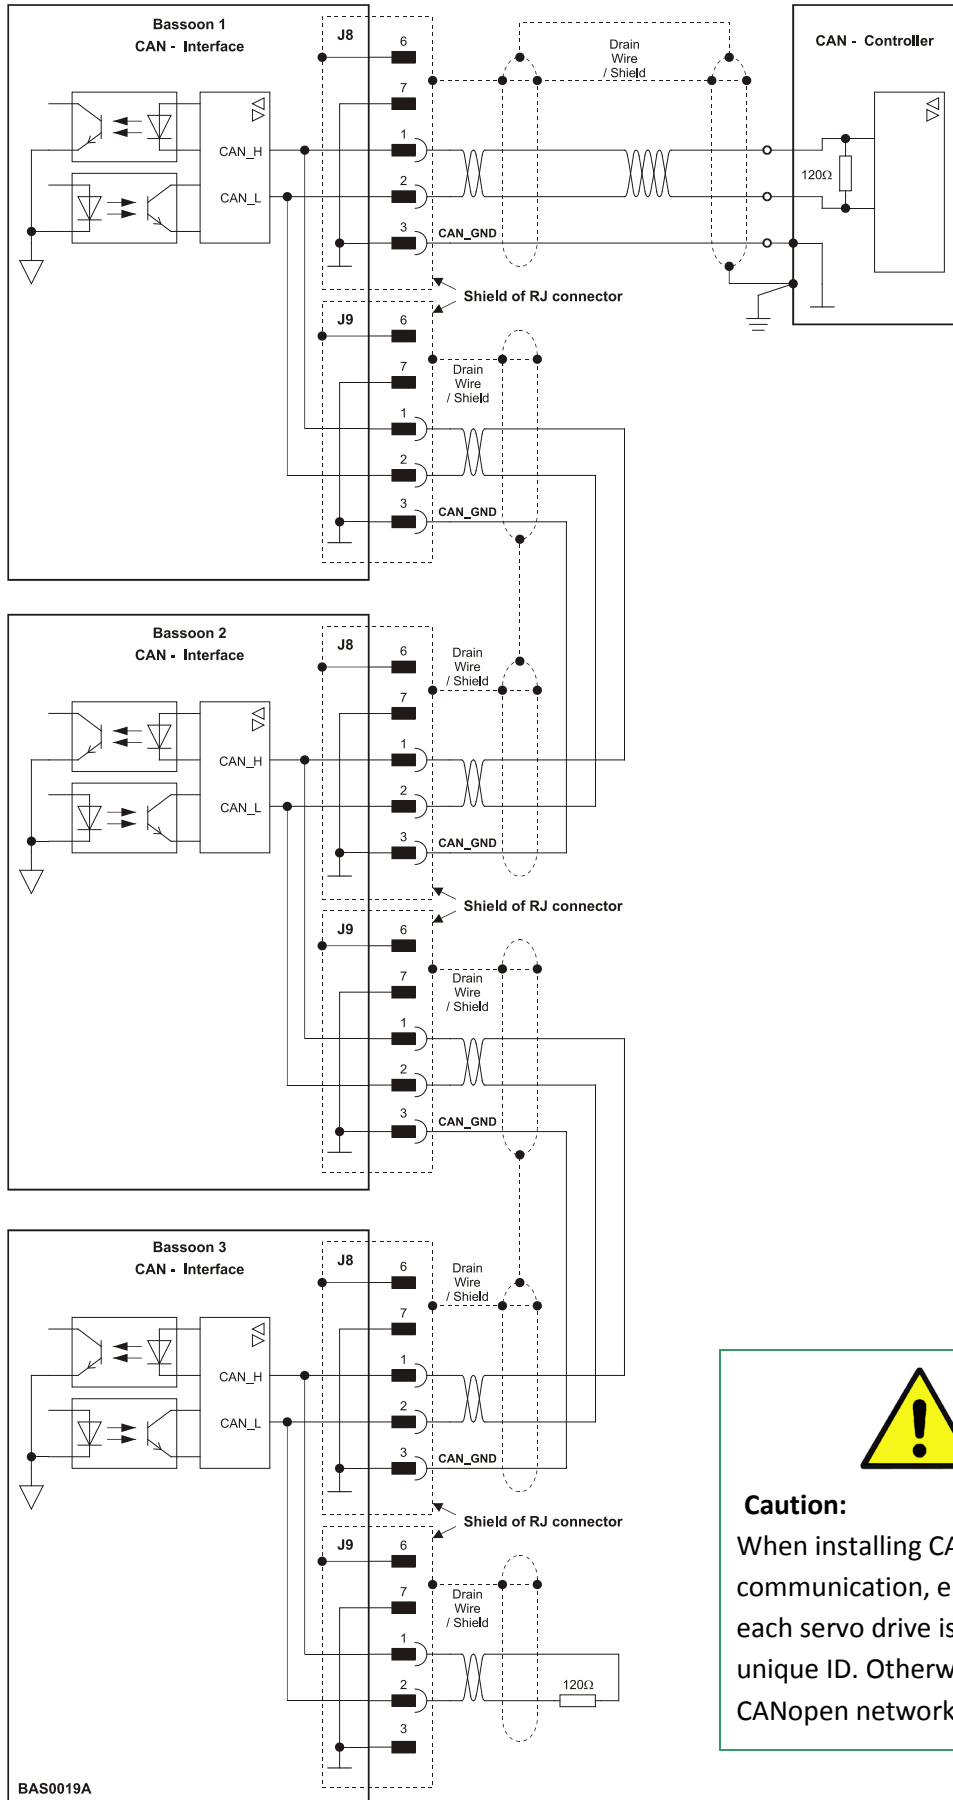 Bassoon 1
CAN - Interface
J8
6
7
1
2
3
CAN_H
CAN_L
CAN_GND
Drain
Wire
/ Shield
CAN - Controller
120Ω
Shield of RJ connector
J9
6
7
1
2
3
Drain
Wire
/ Shield
CAN_GND
Bassoon 2
CAN - Interface
J8
6
7
1
2
3
CAN_H
CAN_L
Drain
Wire
/ Shield
CAN_GND
Shield of RJ connector
J9
6
7
1
2
3
Drain
Wire
/ Shield
CAN_GND
Bassoon 3
CAN - Interface
J8
6
7
1
2
3
CAN_H
CAN_L
Drain
Wire
/ Shield
CAN_GND
Shield of RJ connector
J9
6
7
1
2
3
Drain
Wire
/ Shield
120Ω
BAS0019A
Caution:
When installing CA
communication, e
each servo drive is
unique ID. Otherw
CANopen network